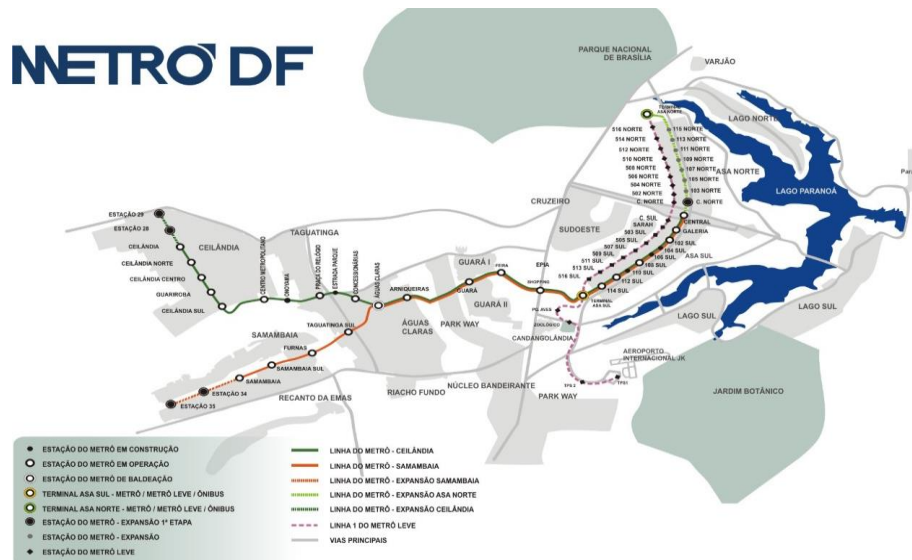 METRÔ DF
PARQUE NACIONAL
DE BRASÍLIA
VARJÃO
TERMINAL
ASA NORTE
LAGO NORTE
516 NORTE
514 NORTE
512 NORTE
510 NORTE
508 NORTE
506 NORTE
504 NORTE
502 NORTE
C. NORTE
115 NORTE
113 NORTE
111 NORTE
109 NORTE
107 NORTE
105 NORTE
103 NORTE
C. NORTE
ASA NORTE
LAGO PARANOÁ
Par
CRUZEIRO
SUDOESTE
C. SUL
SARAH
503 SUL
505 SUL
507 SUL
509 SUL
511 SUL
513 SUL
516 SUL
CENTRAL
GALERIA
102 SUL
104 SUL
106 SUL
108 SUL
110 SUL
112 SUL
114 SUL
ASA SUL
TERMINAL
ASA SUL
LAGO SUL
LAGO SUL
ESTAÇÃO 29
ESTAÇÃO 28
CEILÂNDIA
CEILÂNDIA
CEILÂNDIA NORTE
CEILÂNDIA CENTRO
GUARIROBA
CEILÂNDIA SUL
TAGUATINGA
CENTRO METROPOLITANO
ONOYAMA
PRAÇA DO RELÓGIO
ESTRADA PARQUE
CONCESSIONÁRIAS
ÁGUAS CLARAS
ARNIQUEIRAS
GUARÁ I
GUARÁ
FEIRA
EPIA
SHOPPING
GUARÁ II
PARK WAY
ÁGUAS
CLARAS
SAMAMBAIA
TAGUATINGA SUL
FURNAS
SAMAMBAIA SUL
SAMAMBAIA
ESTAÇÃO 34
ESTAÇÃO 35
RECANTO DA EMAS
RIACHO FUNDO
NÚCLEO BANDEIRANTE
ZOOLÓGICO
CANDANGOLÂNDIA
AEROPORTO
INTERNACIONAL JK
PARK WAY
JARDIM BOTÂNICO
ESTAÇÃO DO METRÔ EM CONSTRUÇÃO
ESTAÇÃO DO METRÔ EM OPERAÇÃO
ESTAÇÃO DO METRÔ DE BALDEAÇÃO
TERMINAL ASA SUL - METRÔ / METRÔ LEVE / ÔNIBUS
TERMINAL ASA NORTE - METRÔ / METRÔ LEVE / ÔNIBUS
ESTAÇÃO DO METRÔ - EXPANSÃO 1ª ETAPA
ESTAÇÃO DO METRÔ - EXPANSÃO
ESTAÇÃO DO METRÔ LEVE
LINHA DO METRÔ - CEILÂNDIA
LINHA DO METRÔ - SAMAMBAIA
LINHA DO METRÔ - EXPANSÃO SAMAMBAIA
LINHA DO METRÔ - EXPANSÃO ASA NORTE
LINHA DO METRÔ - EXPANSÃO CEILÂNDIA
LINHA 1 DO METRÔ LEVE
VIAS PRINCIPAIS